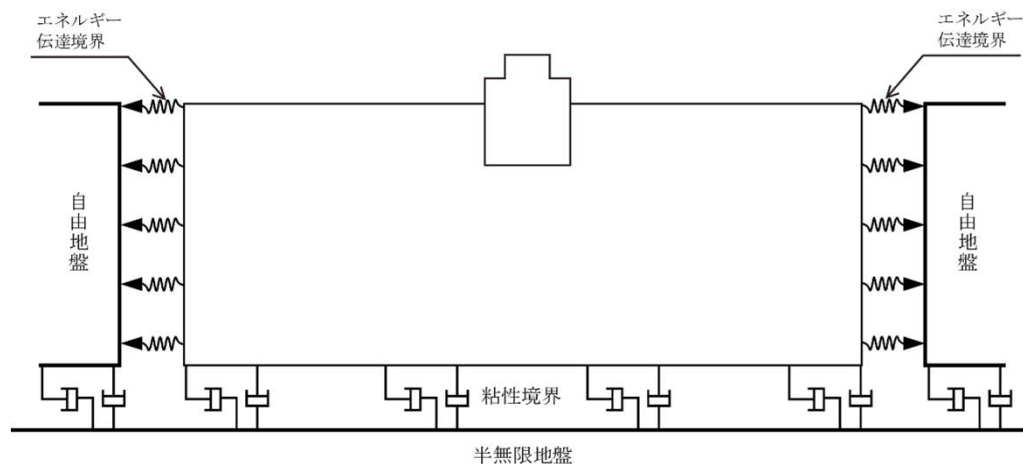 エネルギー
伝達境界
エネルギー
伝達境界
自由地盤
自由地盤
粘性境界
半無限地盤